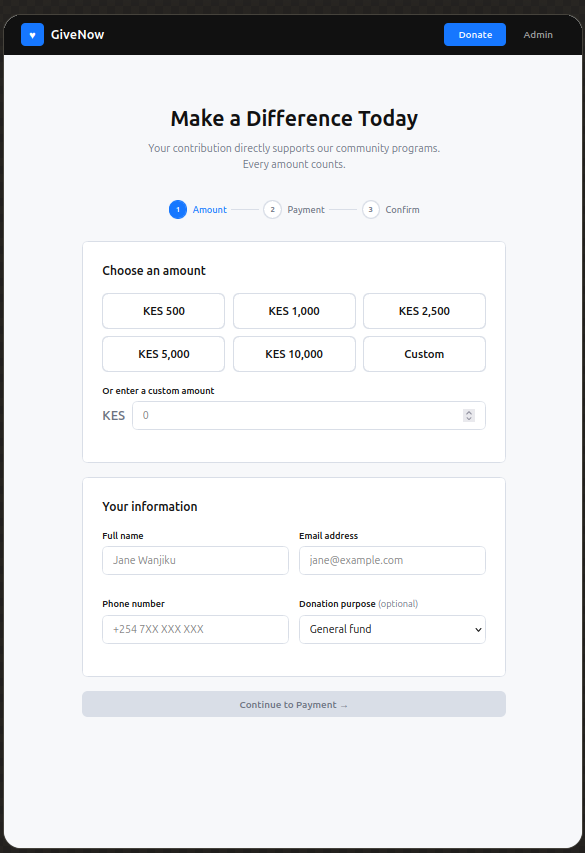 ♥ GiveNow Donate Admin
Make a Difference Today
Your contribution directly supports our community programs.
Every amount counts.
1 Amount 2 Payment 3 Confirm
Choose an amount
KES 500 KES 1,000 KES 2,500
KES 5,000 KES 10,000 Custom
Or enter a custom amount
KES 0
Your information
Full name Email address
Jane Wanjiku jane@example.com
Phone number Donation purpose (optional)
+254 7XX XXX XXX General fund
Continue to Payment →